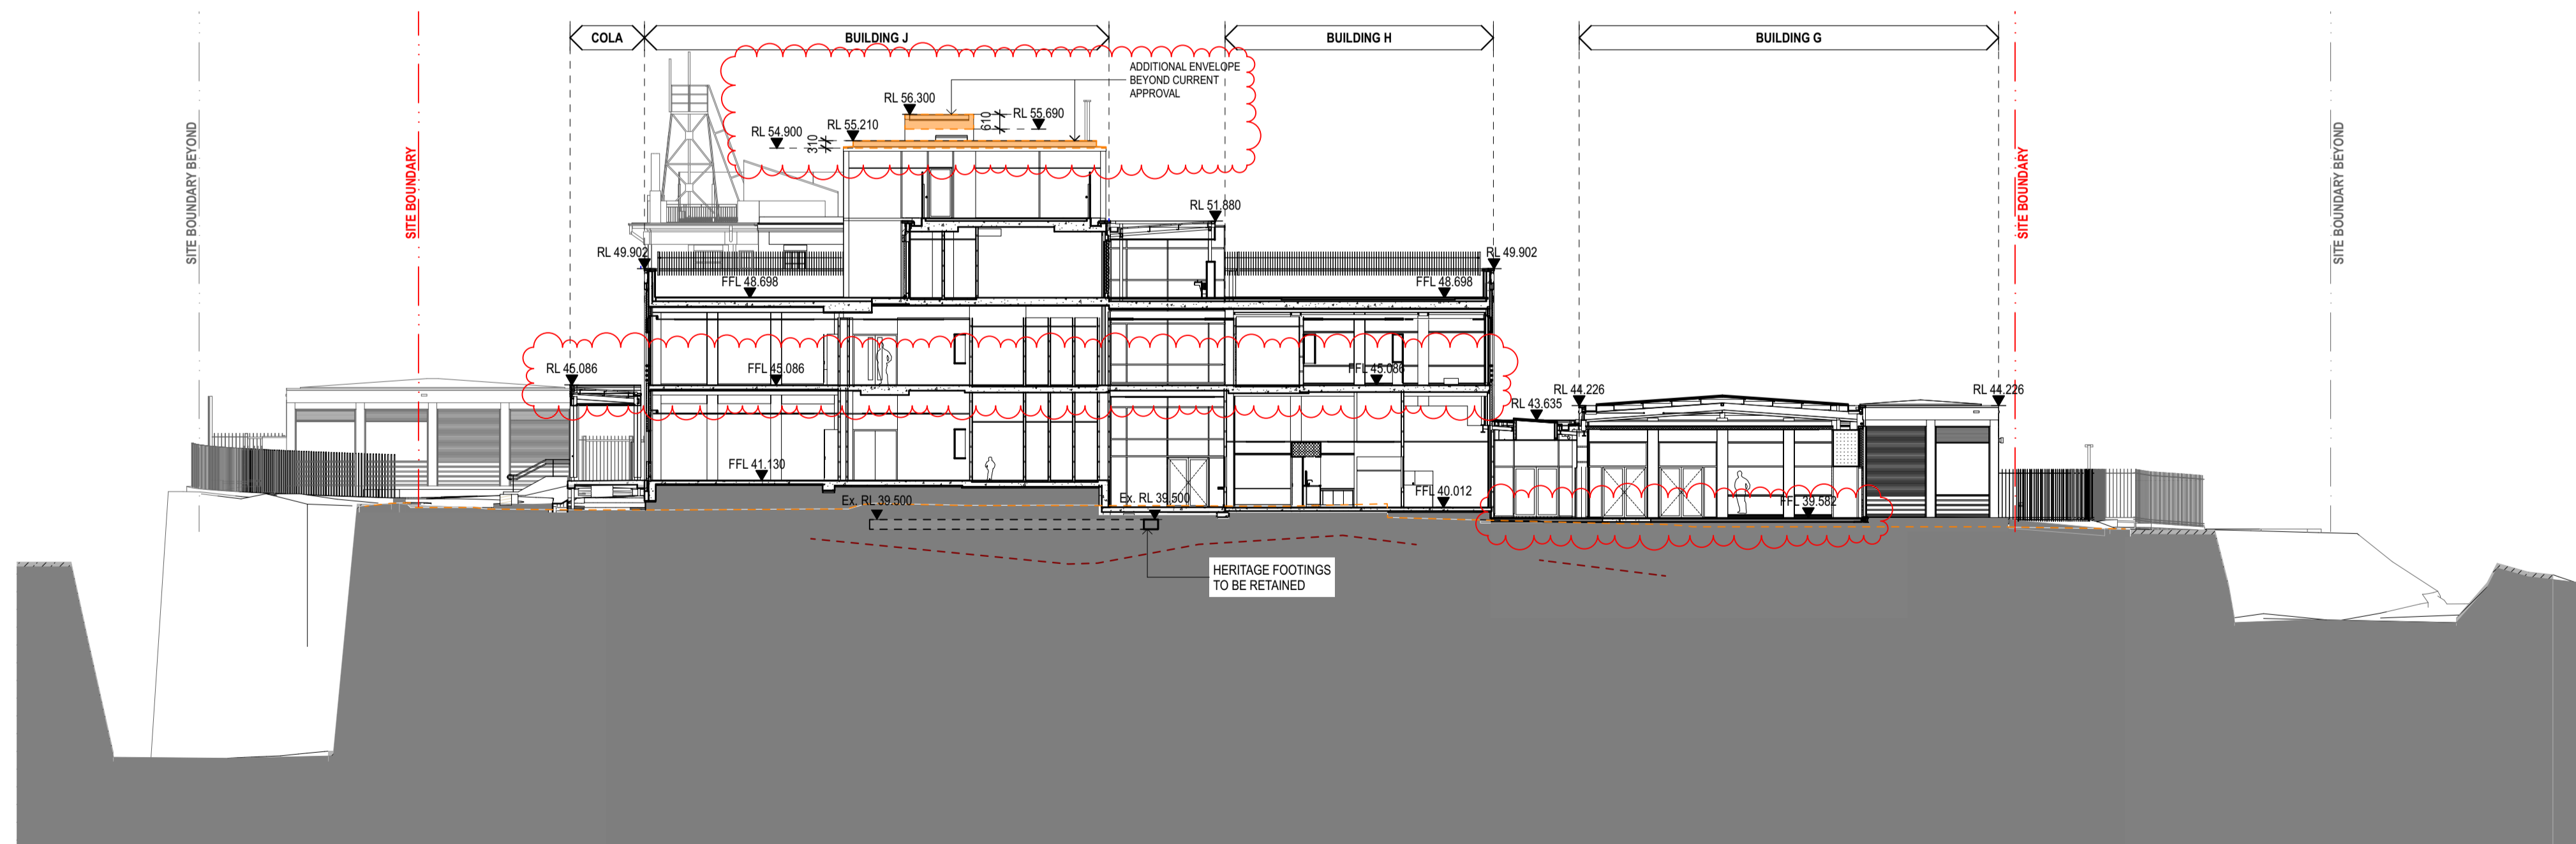 COLA
BUILDING J
BUILDING H
BUILDING G
ADDITIONAL ENVELOPE
BEYOND CURRENT
APPROVAL
RL 56.300
610
RL 55.690
RL 55.210
RL 54.900
310
SITE BOUNDARY BEYOND
SITE BOUNDARY
SITE BOUNDARY
SITE BOUNDARY BEYOND
RL 51.880
RL 49.902
RL 49.902
FFL 48.698
FFL 48.698
RL 45.086
FFL 45.086
FFL 45.086
RL 44.226
RL 44.226
RL 43.635
FFL 41.130
Ex. RL 39.500
Ex. RL 39.500
FFL 40.012
FFL 39.582
HERITAGE FOOTINGS
TO BE RETAINED